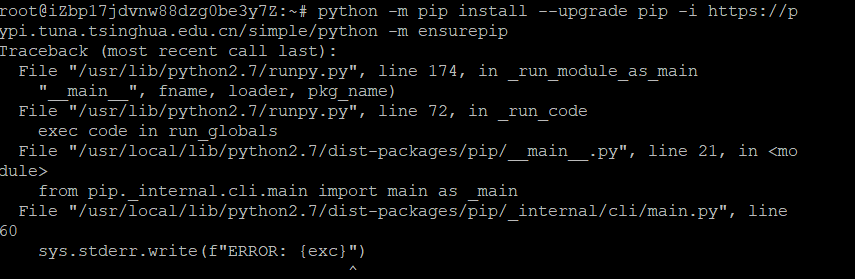 root@iZbp17jdvnw88dzg0be3y7Z:~# python -m pip install --upgrade pip -i https://p
ypi.tuna.tsinghua.edu.cn/simple/python -m ensurepip
Traceback (most recent call last):
  File "/usr/lib/python2.7/runpy.py", line 174, in _run_module_as_main
    "__main__", fname, loader, pkg_name)
  File "/usr/lib/python2.7/runpy.py", line 72, in _run_code
    exec code in run_globals
  File "/usr/local/lib/python2.7/dist-packages/pip/__main__.py", line 21, in <mo
dule>
    from pip._internal.cli.main import main as _main
  File "/usr/local/lib/python2.7/dist-packages/pip/_internal/cli/main.py", line
60
    sys.stderr.write(f"ERROR: {exc}")
                                    ^